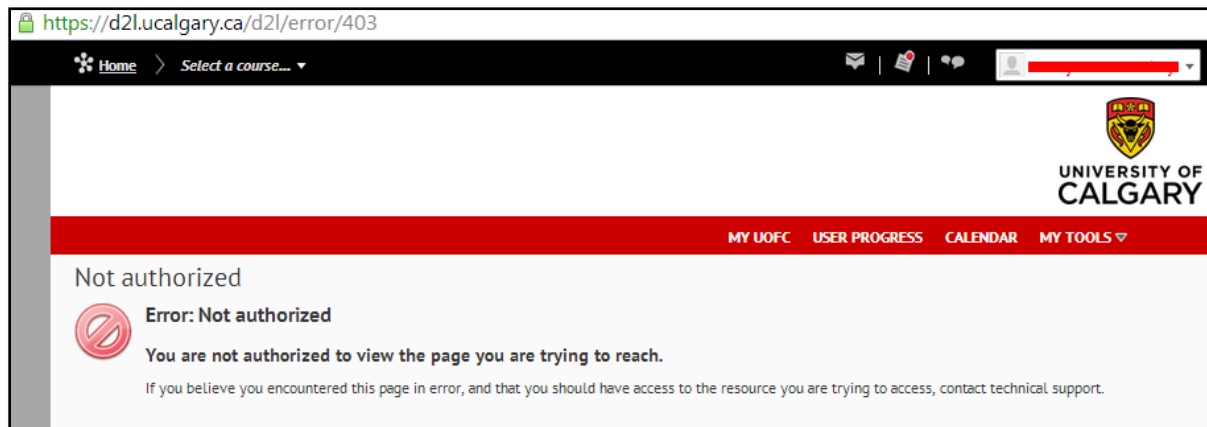 https://d2l.ucalgary.ca/d2l/error/403
Home Select a course...
UNIVERSITY OF
CALGARY
MY UOFC USER PROGRESS CALENDAR MY TOOLS
Not authorized
Error: Not authorized
You are not authorized to view the page you are trying to reach.
If you believe you encountered this page in error, and that you should have access to the resource you are trying to access, contact technical support.